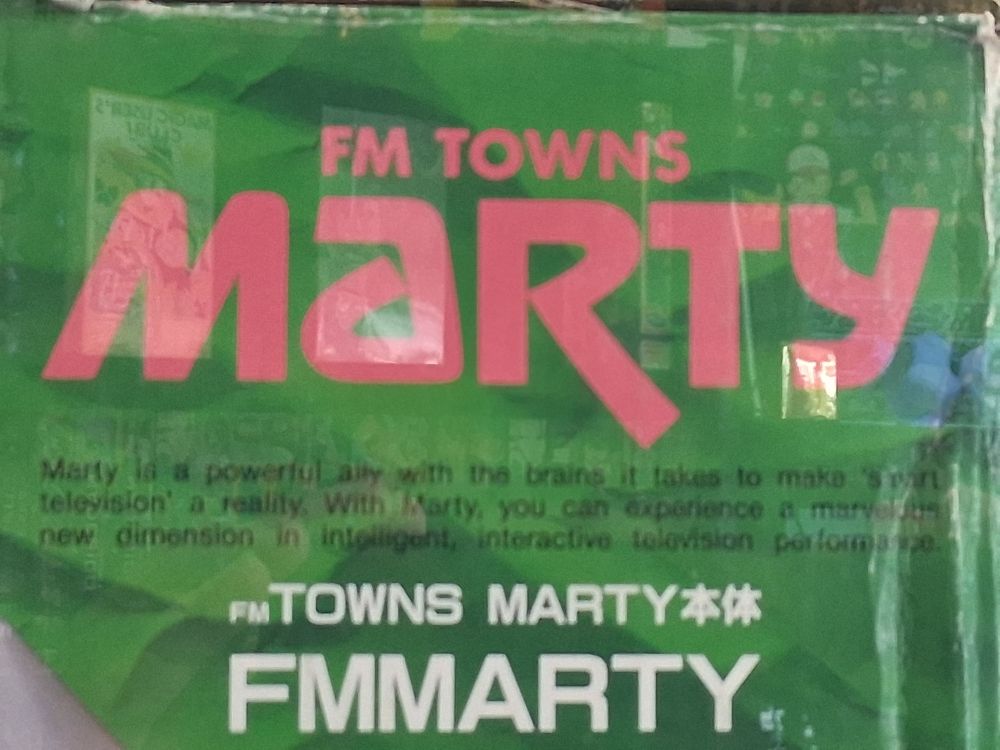 FM TOWNS
MARTY
Marty is a powerful ally with the brains it takes to make 'smart
television' a reality. With Marty, you can experience a marvelous
new dimension in intelligent, interactive television performance.
FM TOWNS MARTY本体
FMMARTY